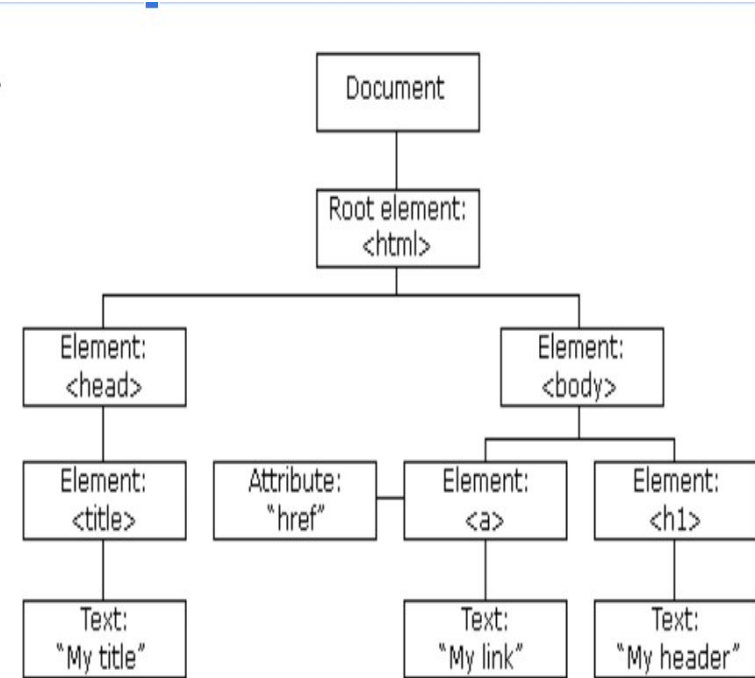 Document
Root element:
<html>
Element:
<head>
Element:
<body>
Element:
<title>
Attribute:
"href"
Element:
<a>
Element:
<h1>
Text:
"My title"
Text:
"My link"
Text:
"My header"